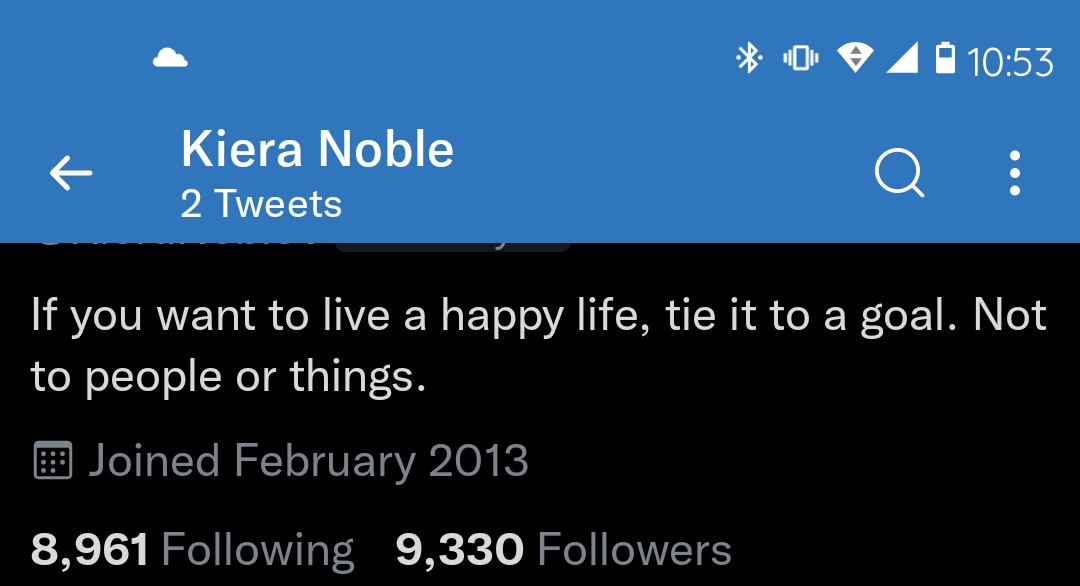 10:53
Kiera Noble
2 Tweets
If you want to live a happy life, tie it to a goal. Not
to people or things.
Joined February 2013
8,961 Following 9,330 Followers